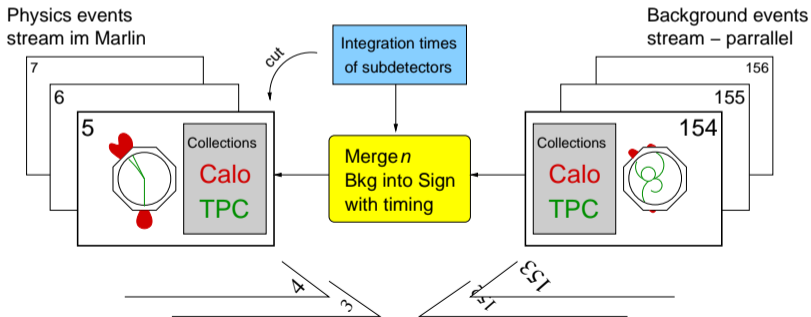 Physics events
stream im Marlin
7
6
5
Collections
Calo
TPC
cut
Integration times
of subdetectors
Merge n
Bkg into Sign
with timing
Background events
stream – parrallel
156
155
154
Collections
Calo
TPC
4
3
152
153